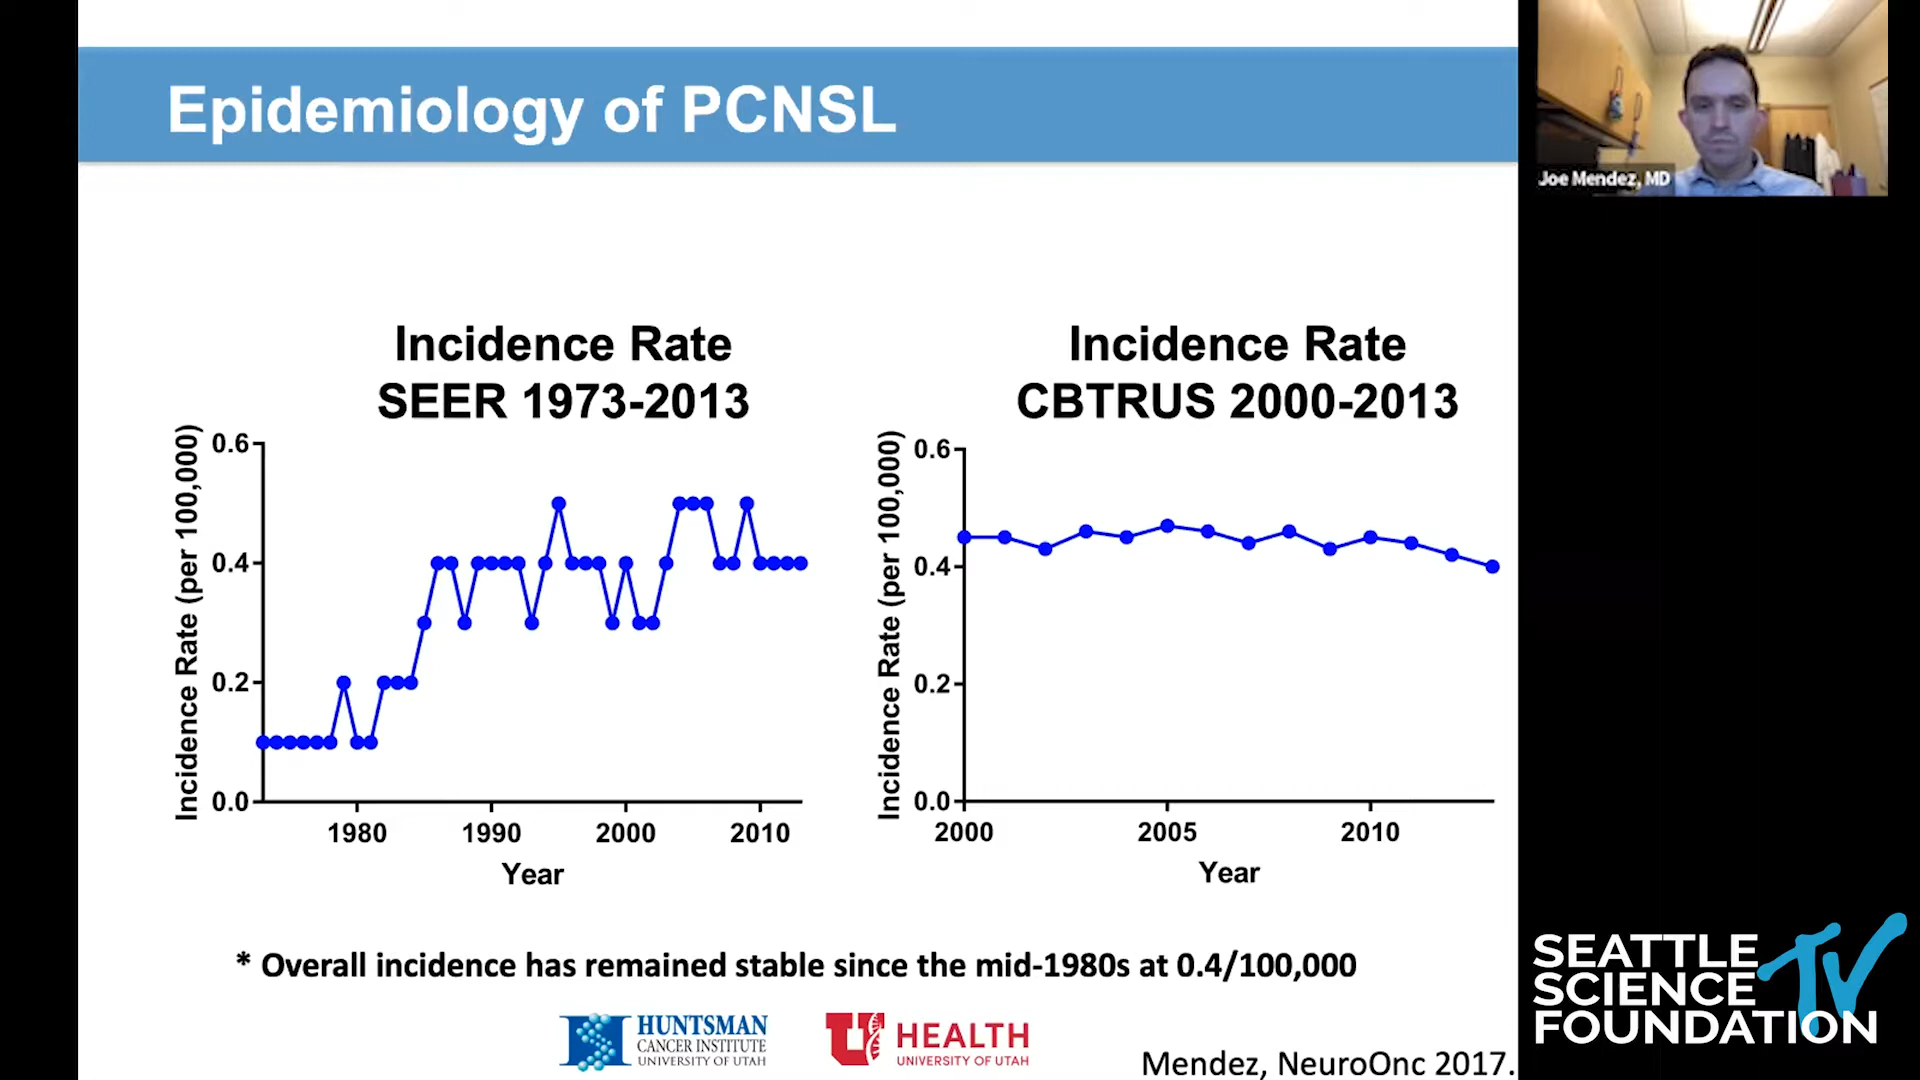 Epidemiology of PCNSL
Joe Mendez, MD
Incidence Rate
SEER 1973-2013
Incidence Rate (per 100,000)
0.6
0.4
0.2
0.0
1980 1990 2000 2010
Year
Incidence Rate
CBTRUS 2000-2013
Incidence Rate (per 100,000)
0.6
0.4
0.2
0.0
2000 2005 2010
Year
* Overall incidence has remained stable since the mid-1980s at 0.4/100,000
HUNTSMAN
CANCER INSTITUTE
UNIVERSITY OF UTAH
U HEALTH
UNIVERSITY OF UTAH
Mendez, NeuroOnc 2017.
SEATTLE
SCIENCE TV
FOUNDATION